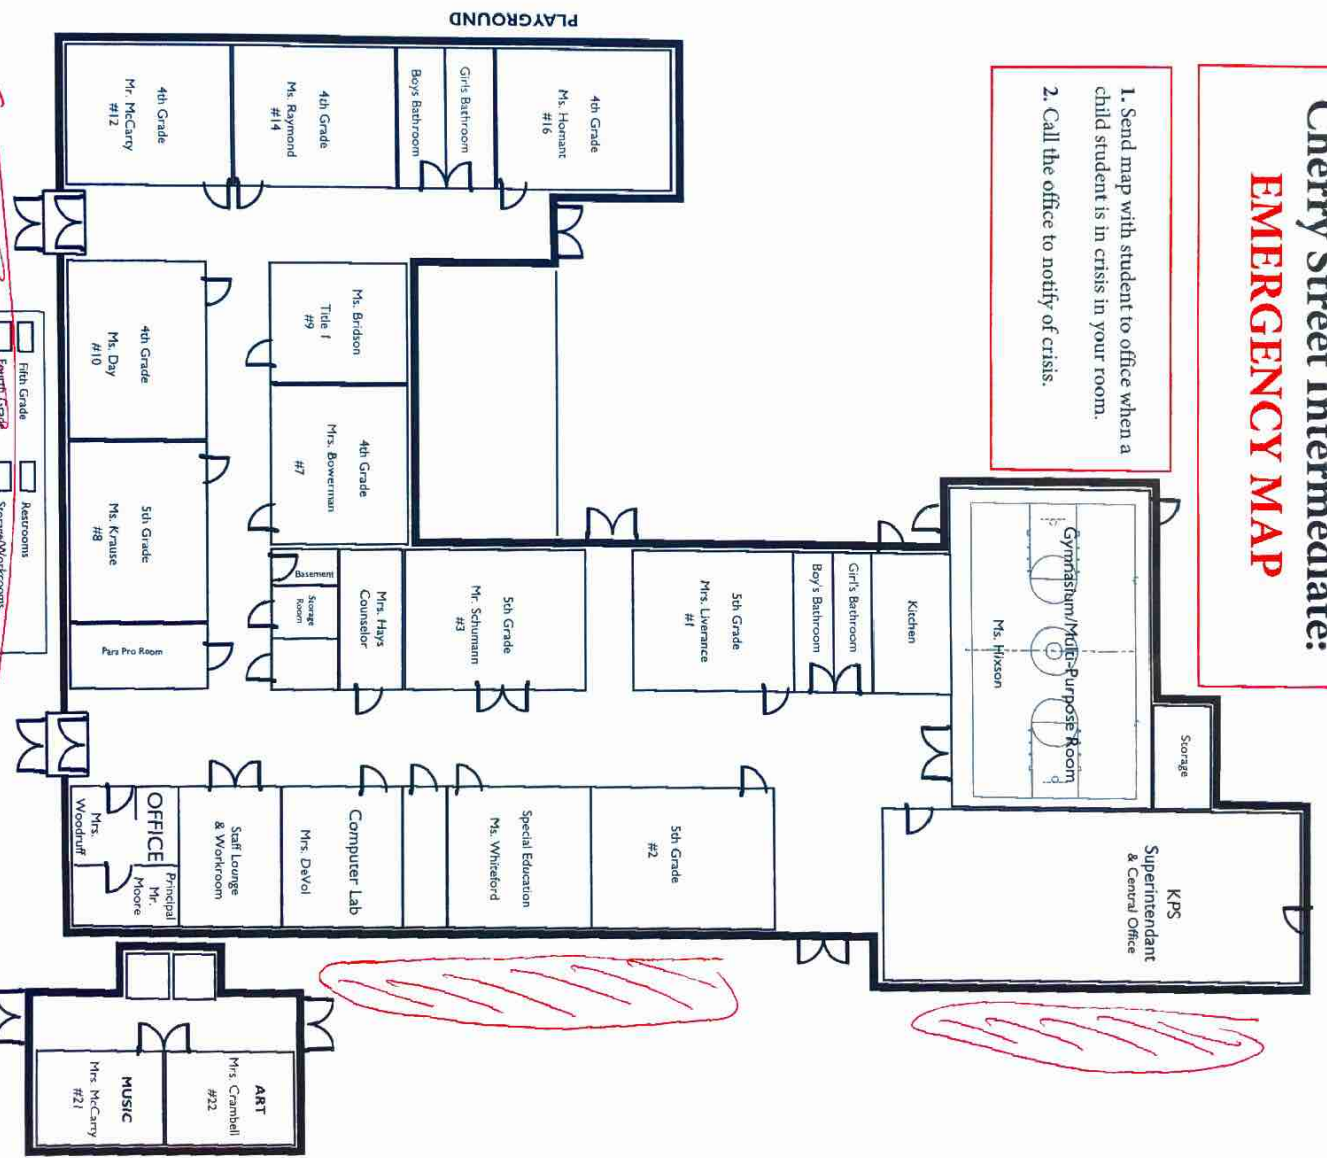 Cherry Street Intermediate:
EMERGENCY MAP
1. Send map with student to office when a
child student is in crisis in your room.
2. Call the office to notify of crisis.
PLAYGROUND
4th Grade
Ms. Homant
#16
Girls Bathroom
Boys Bathroom
4th Grade
Ms. Raymond
#14
4th Grade
Mr. McCarty
#12
Ms. Bridson
Title I
#9
4th Grade
Ms. Day
#10
4th Grade
Mrs. Bowerman
#7
5th Grade
Ms. Krause
#8
Basement
Storage
Room
Mrs. Hays
Counselor
5th Grade
Mr. Schumann
#3
5th Grade
Mrs. Liverance
#1
Boy's Bathroom
Girl's Bathroom
Kitchen
Gymnasium/Multi-Purpose Room
Ms. Hixson
Storage
Para Pro Room
KPS
Superintendant
& Central Office
5th Grade
#2
Special Education
Ms. Whiteford
Computer Lab
Mrs. DeVol
Staff Lounge
& Workroom
OFFICE
Mrs.
Woodruff
Principal
Mr.
Moore
ART
Mrs. Crambell
#22
MUSIC
Mrs. McCarty
#21
Fifth Grade
Restrooms
Fourth Grade
Storage/Workrooms